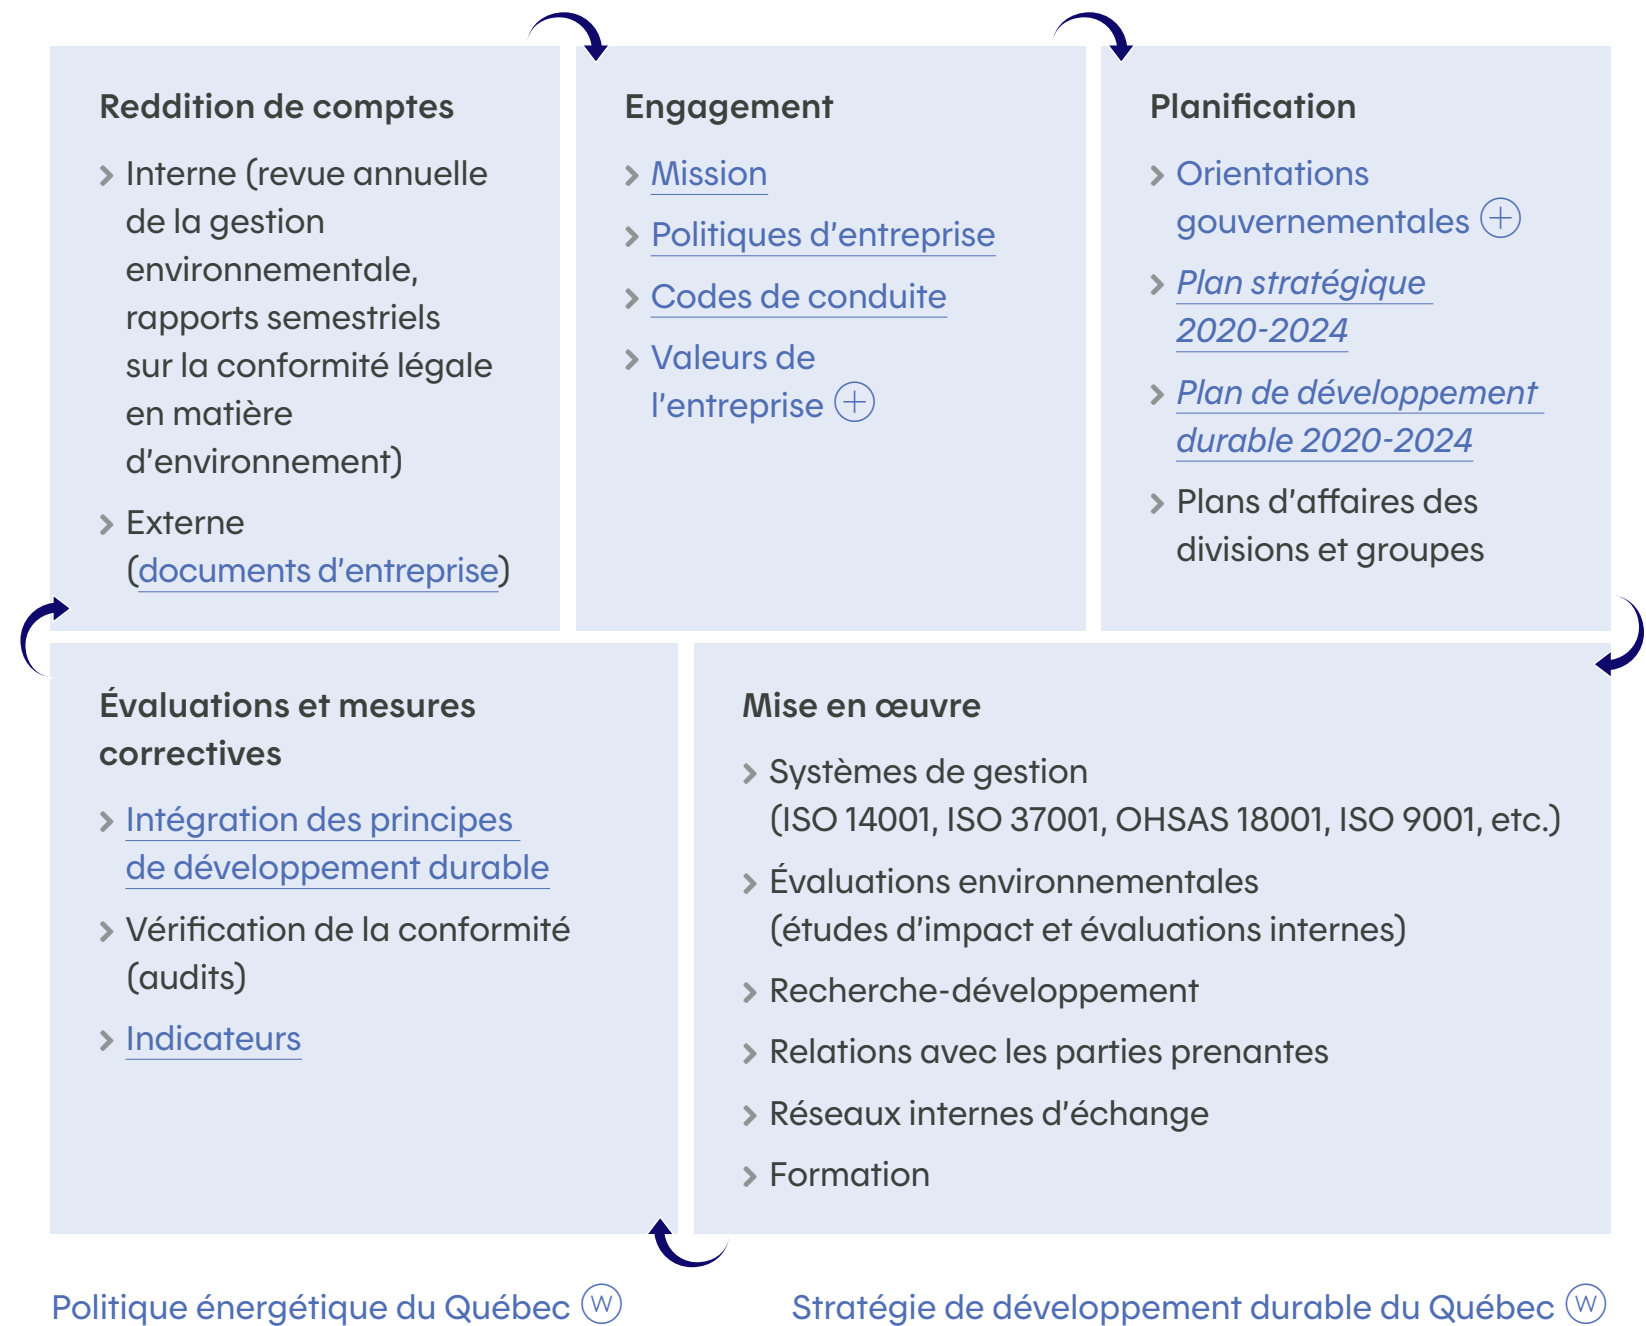 Reddition de comptes
Interne (revue annuelle
de la gestion
environnementale,
rapports semestriels
sur la conformité légale
en matière
d'environnement)
Externe
(documents d'entreprise)
Engagement
Mission
Politiques d'entreprise
Codes de conduite
Valeurs de
l'entreprise
Planification
Orientations
gouvernementales
Plan stratégique
2020-2024
Plan de développement
durable 2020-2024
Plans d'affaires des
divisions et groupes
Évaluations et mesures
correctives
Intégration des principes
de développement durable
Vérification de la conformité
(audits)
Indicateurs
Mise en œuvre
Systèmes de gestion
(ISO 14001, ISO 37001, OHSAS 18001, ISO 9001, etc.)
Évaluations environnementales
(études d'impact et évaluations internes)
Recherche-développement
Relations avec les parties prenantes
Réseaux internes d'échange
Formation
Politique énergétique du Québec W
Stratégie de développement durable du Québec W